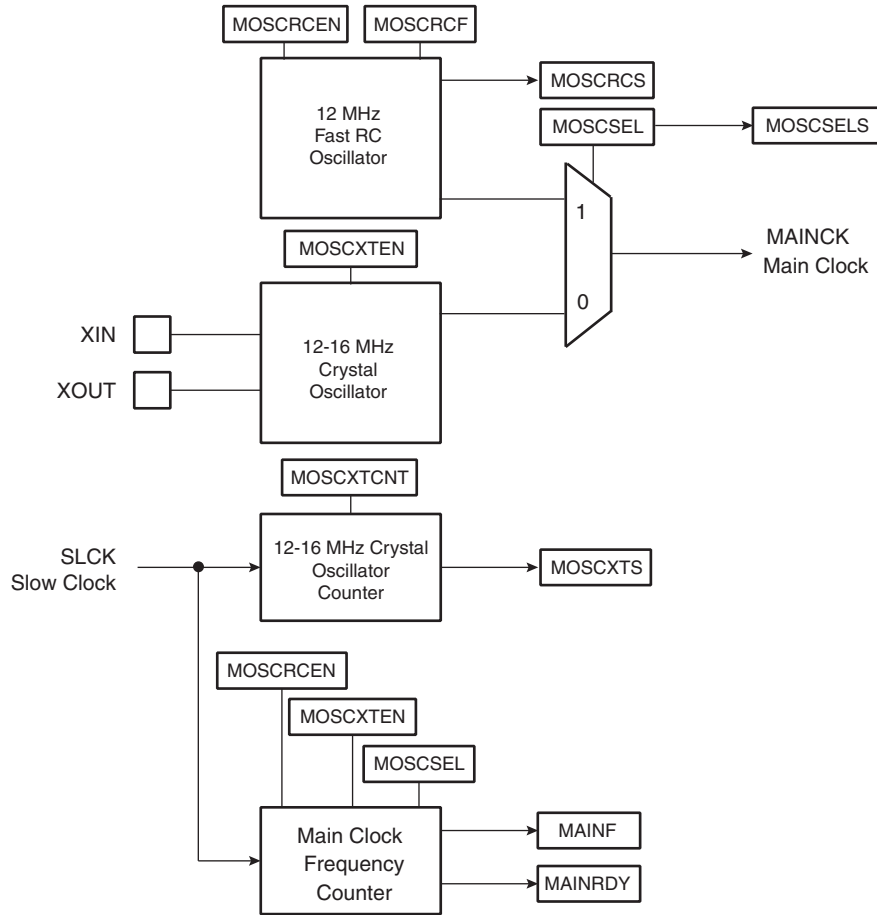 MOSCRCEN
MOSCRCF
12 MHz
Fast RC
Oscillator
MOSCRCS
MOSCSEL
MOSCSELS
1
0
MAINCK
Main Clock
MOSCXTEN
XIN
XOUT
12-16 MHz
Crystal
Oscillator
MOSCXTCNT
SLCK
Slow Clock
12-16 MHz Crystal
Oscillator
Counter
MOSCXTS
MOSCRCEN
MOSCXTEN
MOSCSEL
Main Clock
Frequency
Counter
MAINF
MAINRDY